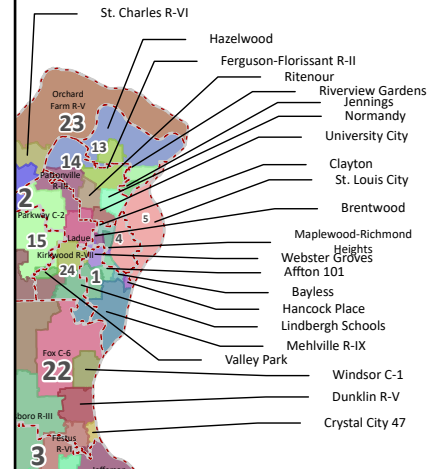 St. Charles R-VI
Hazelwood
Ferguson-Florissant R-II
Ritenour
Riverview Gardens
Jennings
Normandy
University City
Clayton
St. Louis City
Brentwood
Maplewood-Richmond
Heights
Webster Groves
Affton 101
Bayless
Hancock Place
Lindbergh Schools
Mehlville R-IX
Valley Park
Windsor C-1
Dunklin R-V
Crystal City 47
Orchard
Farm R-V
23
13
14
Pattonville
R-III
2
Parkway C-2
5
15
Ladue
4
Kirkwood R-VII
24
1
Fox C-6
22
sboro R-III
Festus
R-VI
3
Jefferson